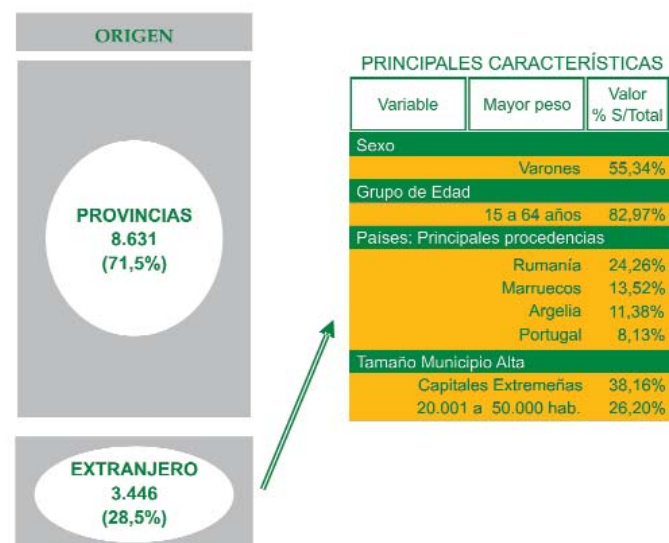 ORIGEN
PROVINCIAS
8.631
(71,5%)
EXTRANJERO
3.446
(28,5%)
PRINCIPALES CARACTERÍSTICAS
Variable Mayor peso Valor % S/Total
Sexo
Varones 55,34%
Grupo de Edad
15 a 64 años 82,97%
Paises: Principales procedencias
Rumanía 24,26%
Marruecos 13,52%
Argelia 11,38%
Portugal 8,13%
Tamaño Municipio Alta
Capitales Extremeñas 38,16%
20.001 a 50.000 hab. 26,20%